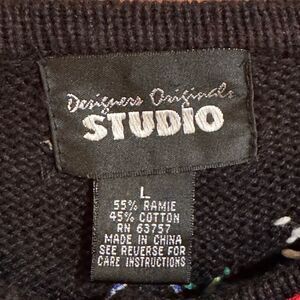 Designers Originals
STUDIO
L
55% RAMIE
45% COTTON
RN 63757
MADE IN CHINA
SEE REVERSE FOR
CARE INSTRUCTIONS